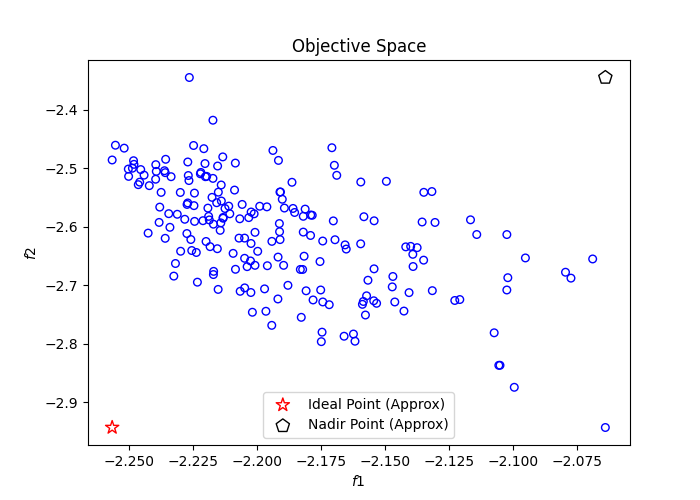 Objective Space
f2
−2.4
−2.5
−2.6
−2.7
−2.8
−2.9
Ideal Point (Approx)
Nadir Point (Approx)
−2.250 −2.225 −2.200 −2.175 −2.150 −2.125 −2.100 −2.075
f1